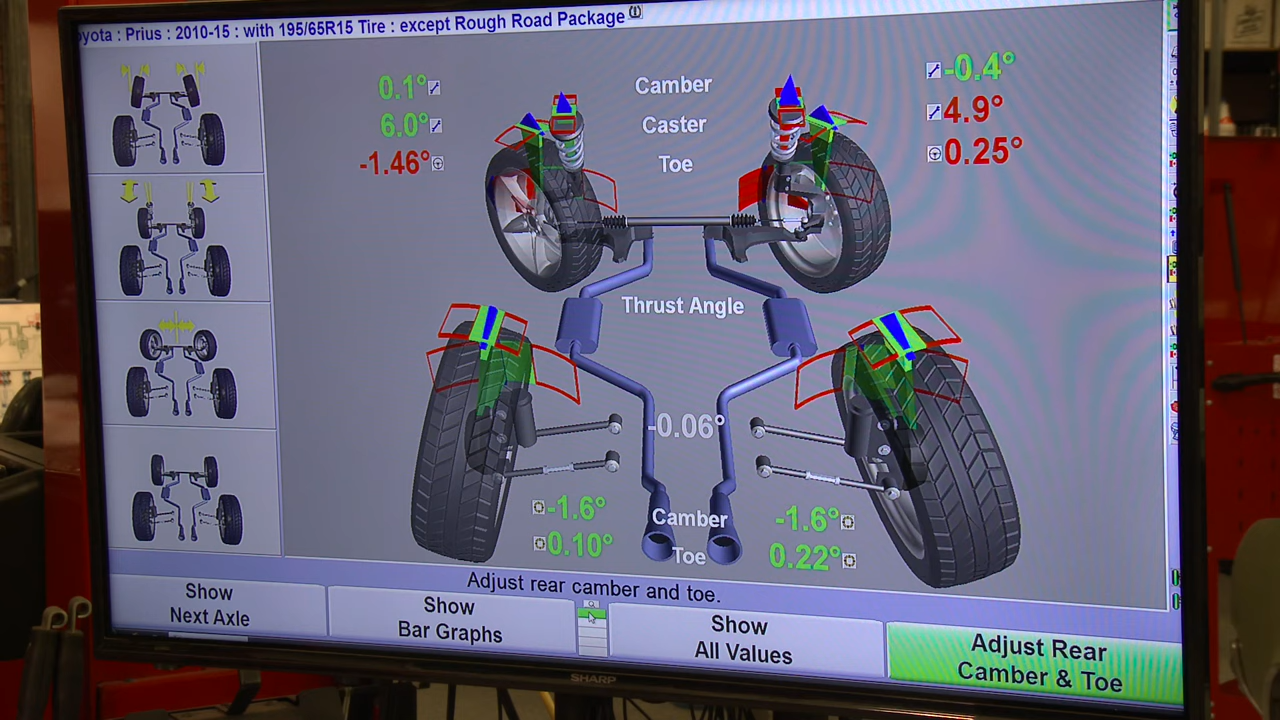 oyota : Prius : 2010-15 : with 195/65R15 Tire : except Rough Road Package
0.1° Camber -0.4°
6.0° Caster 4.9°
-1.46° Toe 0.25°
Thrust Angle
-0.06°
-1.6° Camber -1.6°
0.10° Toe 0.22°
Adjust rear camber and toe.
Show
Next Axle
Show
Bar Graphs
Show
All Values
Adjust Rear
Camber & Toe
SHARP